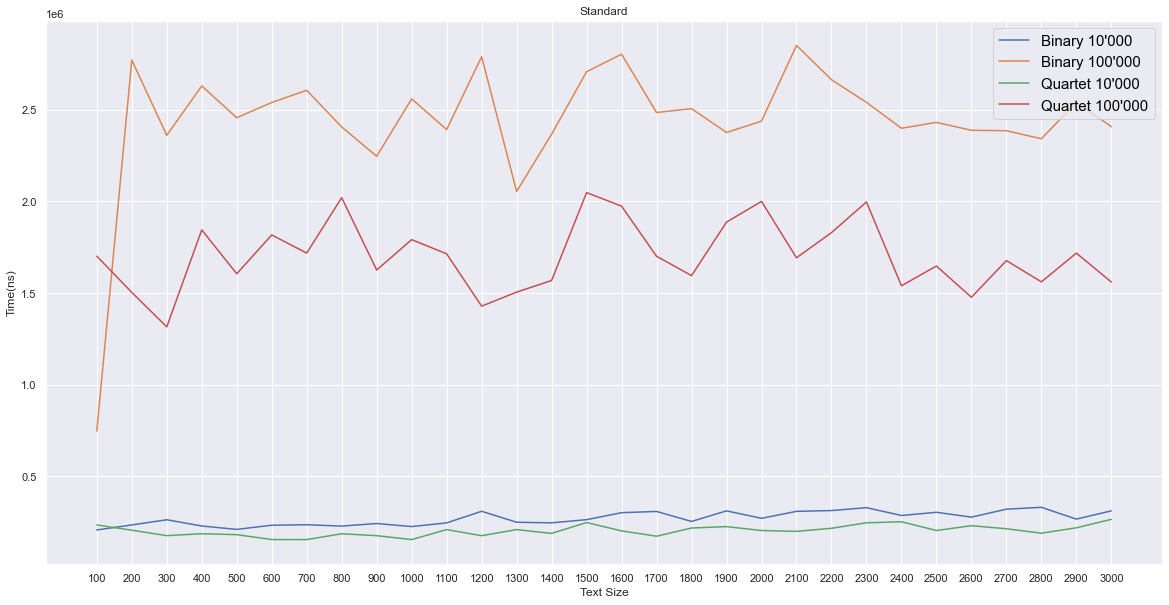 Standard
1e6
Binary 10'000
Binary 100'000
Quartet 10'000
Quartet 100'000
2.5
2.0
1.5
1.0
0.5
Time(ns)
100 200 300 400 500 600 700 800 900 1000 1100 1200 1300 1400 1500 1600 1700 1800 1900 2000 2100 2200 2300 2400 2500 2600 2700 2800 2900 3000
Text Size